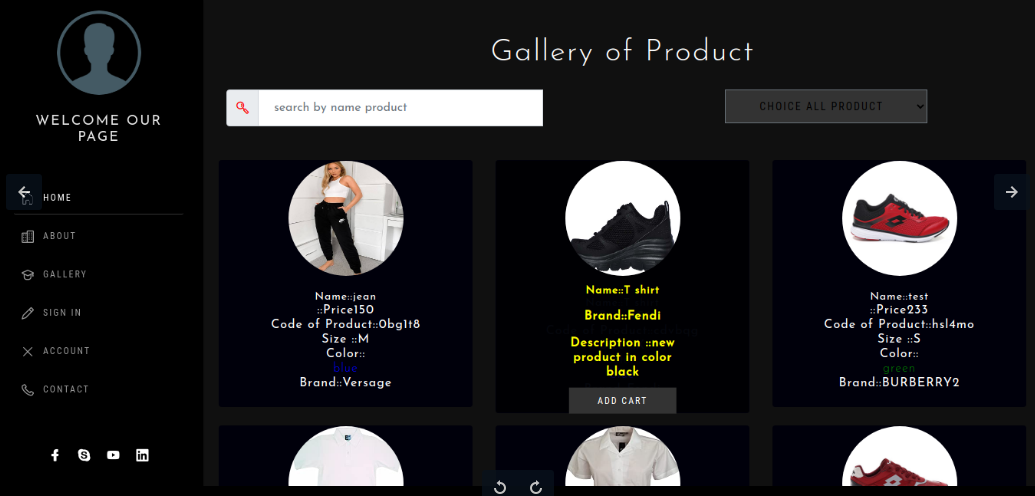 WELCOME OUR
PAGE
HOME
ABOUT
GALLERY
SIGN IN
ACCOUNT
CONTACT
Gallery of Product
search by name product
CHOICE ALL PRODUCT
Name::jean
::Price150
Code of Product::0bg1t8
Size ::M
Color::
blue
Brand::Versage
Name::T shirt
Brand::Fendi
Description ::new
product in color
black
ADD CART
Name::test
::Price233
Code of Product::hsl4mo
Size ::S
Color::
green
Brand::BURBERRY2